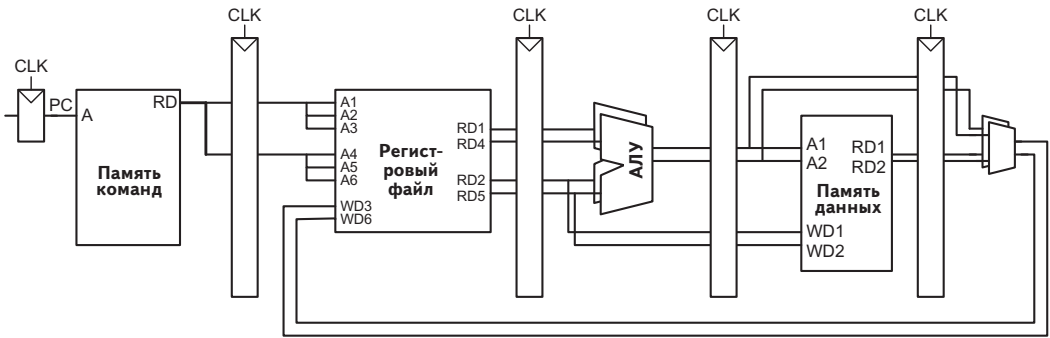 CLK
CLK
CLK
CLK
CLK
PC
A
RD
Память
команд
A1
A2
A3
A4
A5
A6
WD3
WD6
Регист-
ровый
файл
RD1
RD4
RD2
RD5
АЛУ
A1
A2
RD1
RD2
Память
данных
WD1
WD2